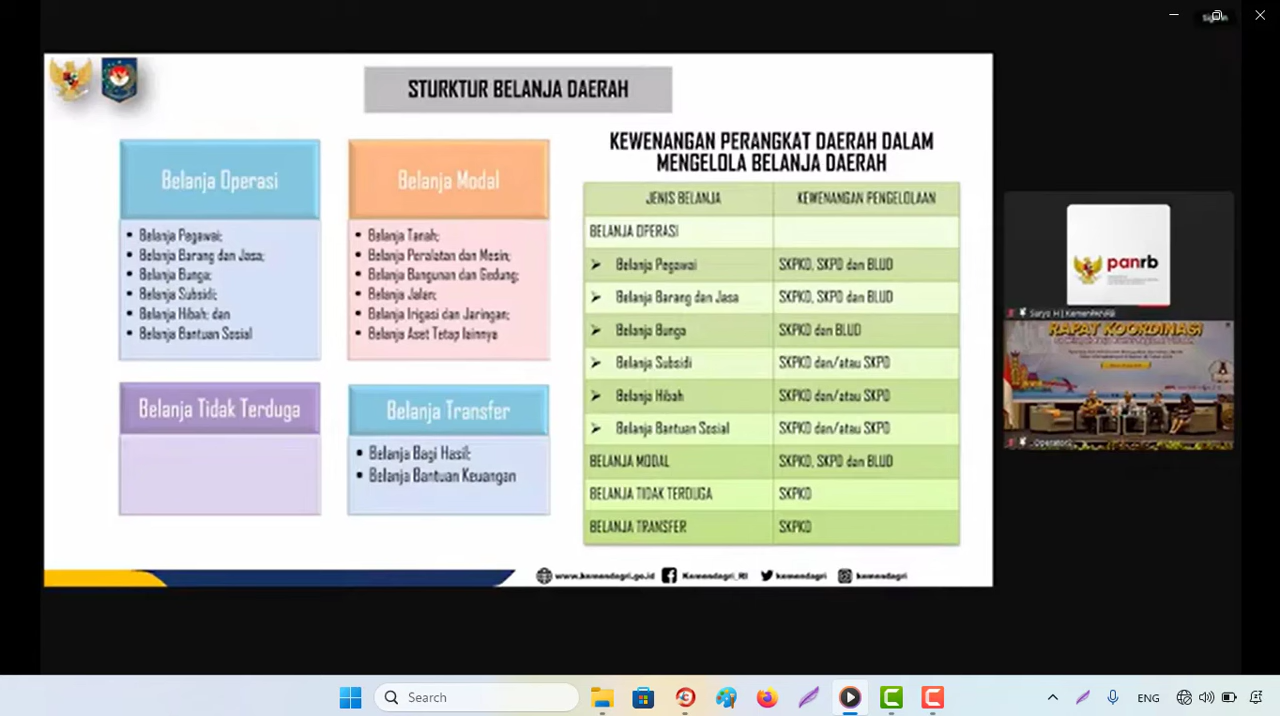 STURKTUR BELANJA DAERAH
Belanja Operasi
• Belanja Pegawai;
• Belanja Barang dan Jasa;
• Belanja Bunga;
• Belanja Subsidi;
• Belanja Hibah; dan
• Belanja Bantuan Sosial
Belanja Modal
• Belanja Tanah;
• Belanja Peralatan dan Mesin;
• Belanja Bangunan dan Gedung;
• Belanja Jalan;
• Belanja Irigasi dan Jaringan;
• Belanja Aset Tetap lainnya
Belanja Tidak Terduga
Belanja Transfer
• Belanja Bagi Hasil;
• Belanja Bantuan Keuangan
KEWENANGAN PERANGKAT DAERAH DALAM
MENGELOLA BELANJA DAERAH
JENIS BELANJA KEWENANGAN PENGELOLAAN
BELANJA OPERASI
➢ Belanja Pegawai SKPKD, SKPD dan BLUD
➢ Belanja Barang dan Jasa SKPKD, SKPD dan BLUD
➢ Belanja Bunga SKPKD dan BLUD
➢ Belanja Subsidi SKPKD dan/atau SKPD
➢ Belanja Hibah SKPKD dan/atau SKPD
➢ Belanja Bantuan Sosial SKPKD dan/atau SKPD
BELANJA MODAL SKPKD, SKPD dan BLUD
BELANJA TIDAK TERDUGA SKPKD
BELANJA TRANSFER SKPKD
www.kemendagri.go.id Kemendagri_RI kemendagri kemendagri
panrb
Suryo H | KemenPANRB
RAPAT KOORDINASI
Operator2
Search
ENG